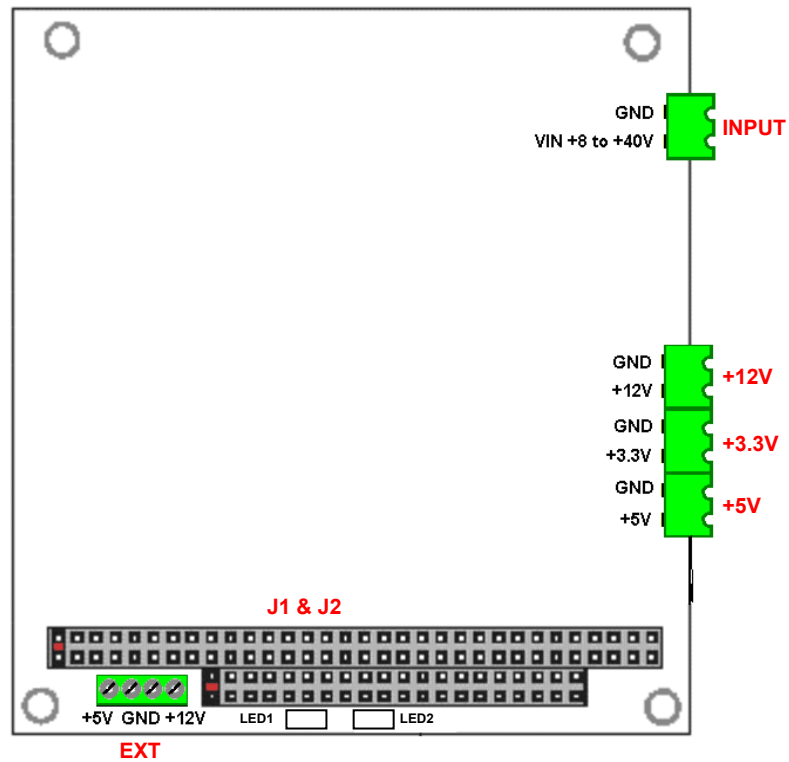 GND
INPUT
VIN +8 to +40V
GND
+12V
+12V
GND
+3.3V
+3.3V
GND
+5V
+5V
J1 & J2
+5V GND +12V
LED1
LED2
EXT